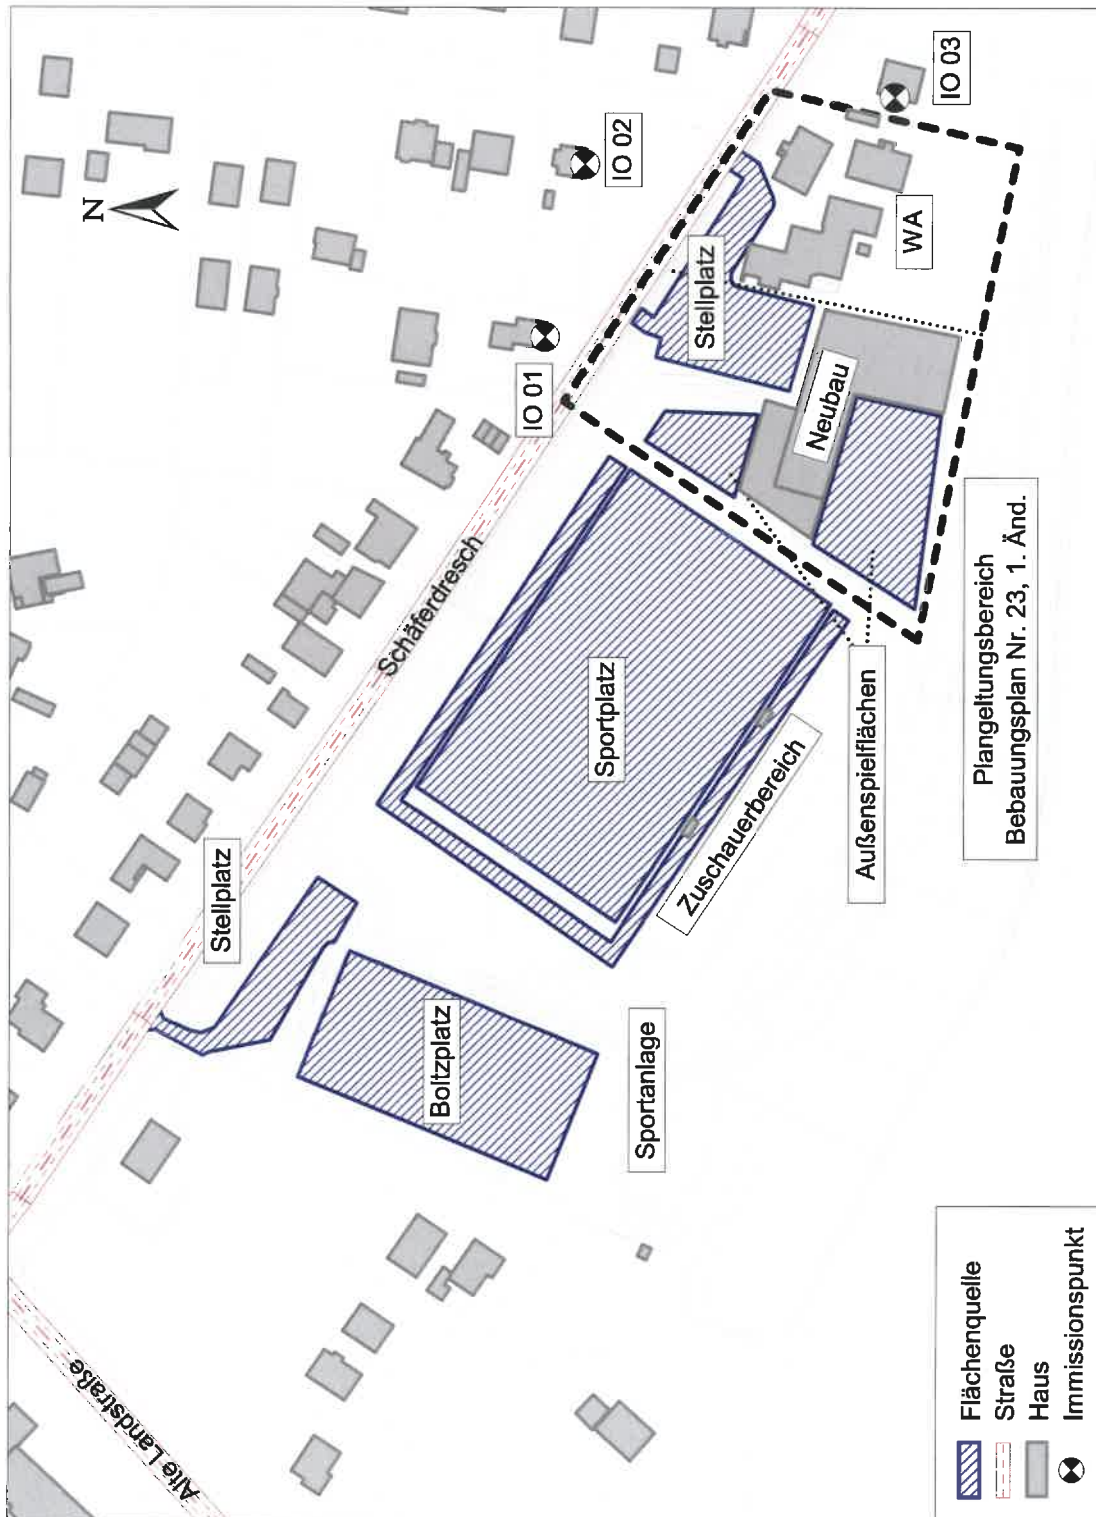 Alte Landstraße
Stellplatz
Schäferdresch
N
IO 01
IO 02
IO 03
Boltzplatz
Sportplatz
Stellplatz
Neubau
WA
Sportanlage
Zuschauerbereich
Außenspielflächen
Plangeltungsbereich
Bebauungsplan Nr. 23, 1. Änd.
Flächenquelle
Straße
Haus
Immissionspunkt